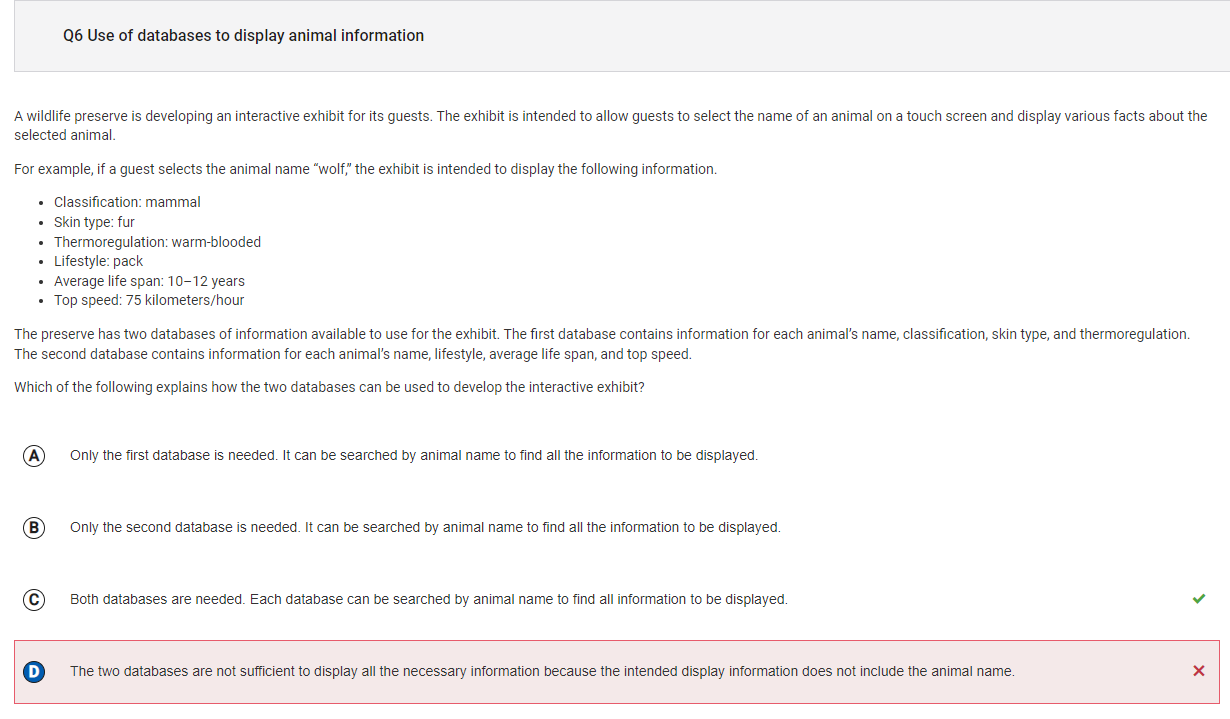 Q6 Use of databases to display animal information
A wildlife preserve is developing an interactive exhibit for its guests. The exhibit is intended to allow guests to select the name of an animal on a touch screen and display various facts about the
selected animal.
For example, if a guest selects the animal name “wolf,” the exhibit is intended to display the following information.
• Classification: mammal
• Skin type: fur
• Thermoregulation: warm-blooded
• Lifestyle: pack
• Average life span: 10–12 years
• Top speed: 75 kilometers/hour
The preserve has two databases of information available to use for the exhibit. The first database contains information for each animal’s name, classification, skin type, and thermoregulation.
The second database contains information for each animal’s name, lifestyle, average life span, and top speed.
Which of the following explains how the two databases can be used to develop the interactive exhibit?
A Only the first database is needed. It can be searched by animal name to find all the information to be displayed.
B Only the second database is needed. It can be searched by animal name to find all the information to be displayed.
C Both databases are needed. Each database can be searched by animal name to find all information to be displayed.
D The two databases are not sufficient to display all the necessary information because the intended display information does not include the animal name.